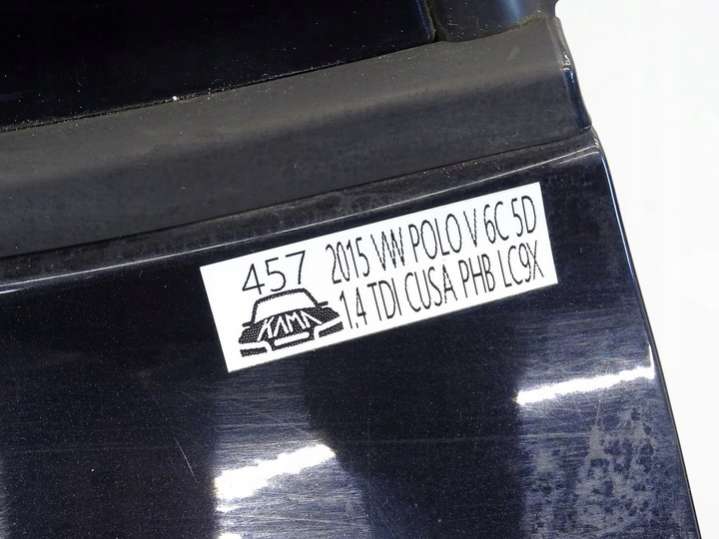 457
KAMA
2015 VW POLO V 6C 5D
1.4 TDI CUSA PHB LC9X